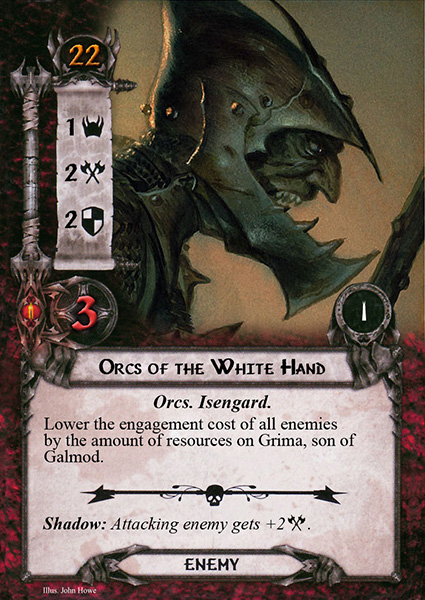 22
1
2
2
3
1
Orcs of the White Hand
Orcs. Isengard.
Lower the engagement cost of all enemies
by the amount of resources on Grima, son of
Galmod.
Shadow: Attacking enemy gets +2 .
ENEMY
Illus. John Howe